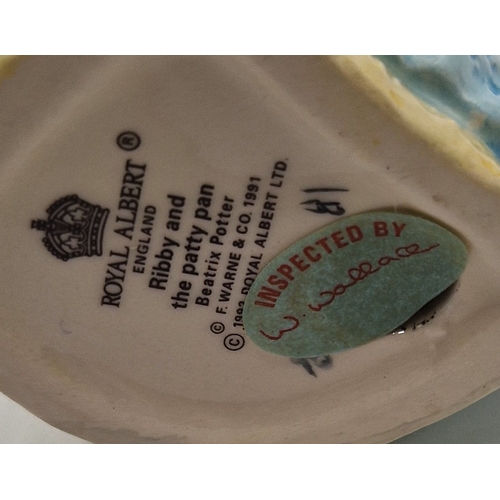 ROYAL ALBERT ®
ENGLAND
Ribby and
the patty pan
Beatrix Potter
© F. WARNE & CO. 1991
© 1992 ROYAL ALBERT LTD.
INSPECTED BY
W. Wallace